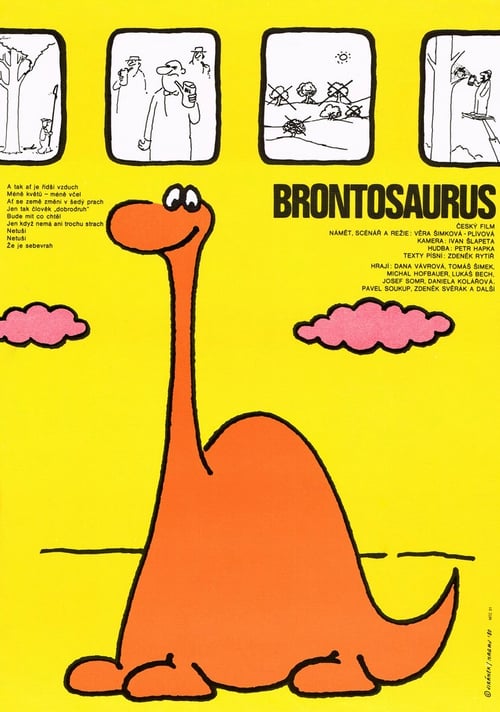 BRONTOSAURUS
A tak ať je řidší vzduch
Méně květů – méně včel
Ať se země změní v šedý prach
Jen tak člověk „dobrodruh“
Bude mít co chtěl
Jen když nemá ani trochu strach
Netuší
Netuší
Že je sebevrah
ČESKÝ FILM
NÁMĚT, SCÉNÁŘ A REŽIE: VĚRA ŠIMKOVÁ - PLÍVOVÁ
KAMERA: IVAN ŠLAPETA
HUDBA: PETR HAPKA
TEXTY PÍSNÍ: ZDENĚK RYTÍŘ
HRAJÍ: DANA VÁVROVÁ, TOMÁŠ ŠIMEK,
MICHAL HOFBAUER, LUKÁŠ BECH,
JOSEF SOMR, DANIELA KOLÁŘOVÁ,
PAVEL SOUKUP, ZDENĚK SVĚRÁK A DALŠÍ